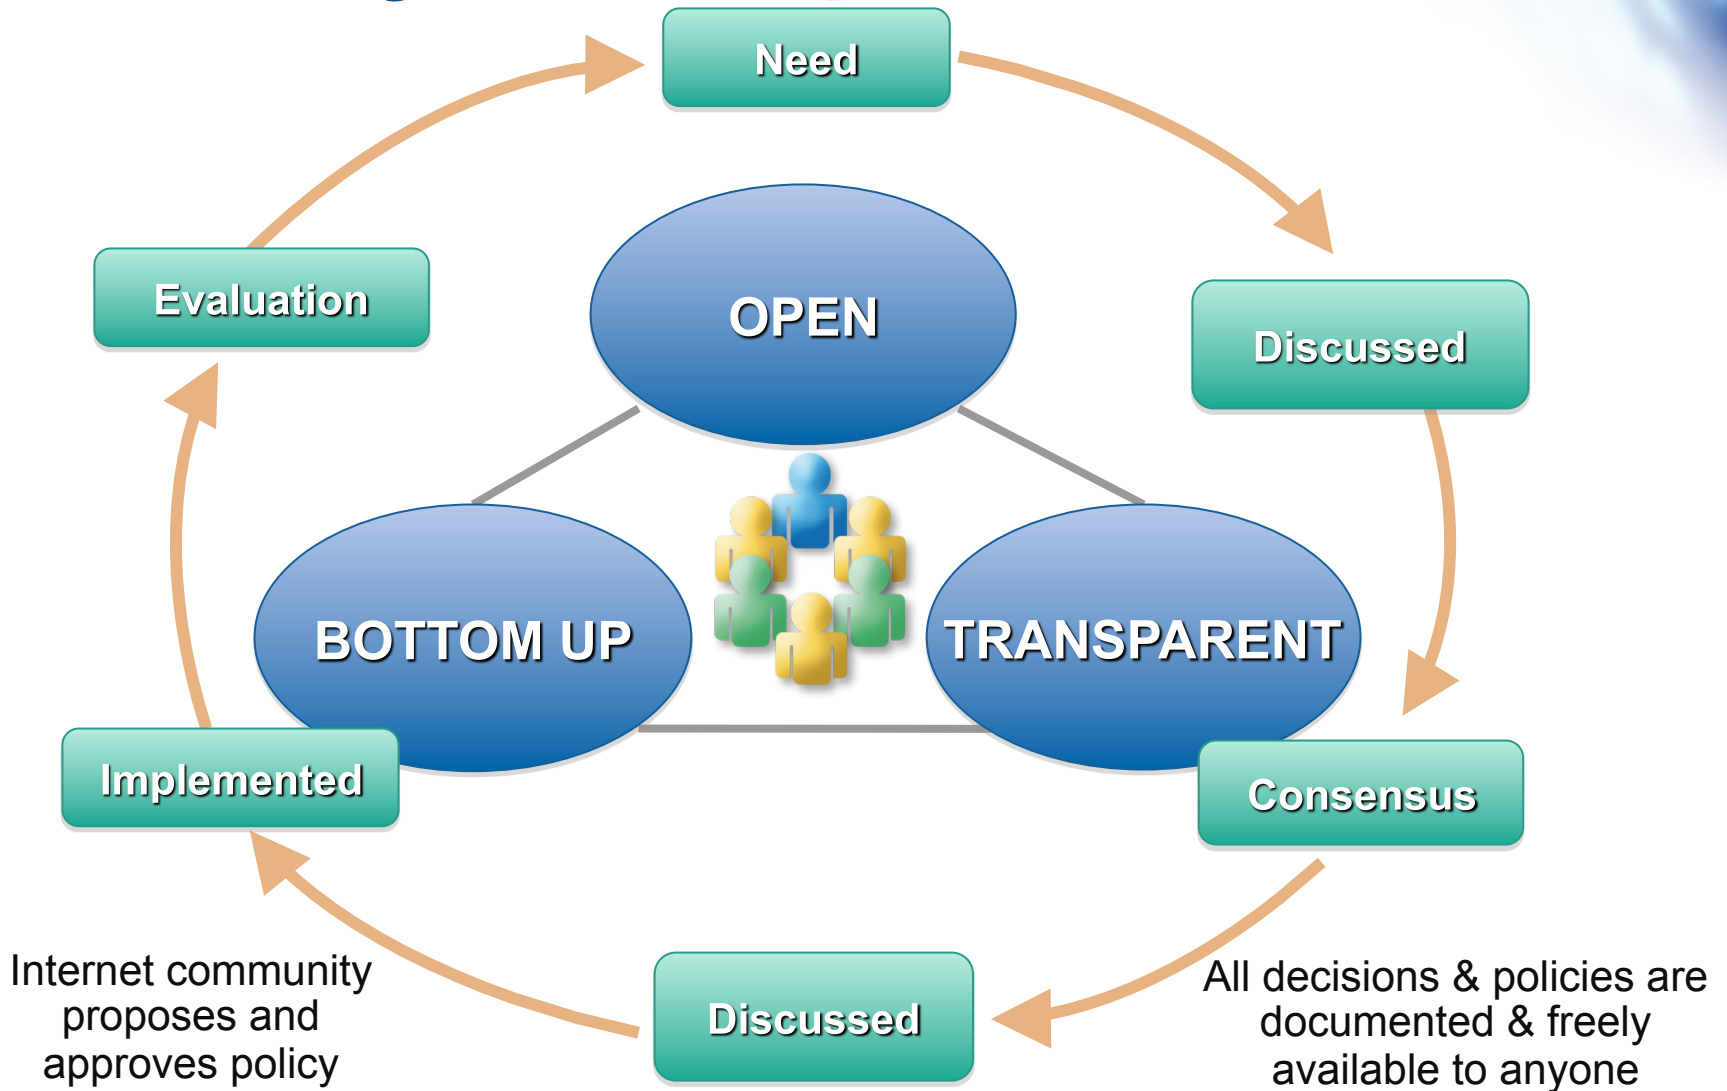 Need
Evaluation
OPEN
Discussed
BOTTOM UP
TRANSPARENT
Implemented
Consensus
Internet community
proposes and
approves policy
Discussed
All decisions & policies are
documented & freely
available to anyone